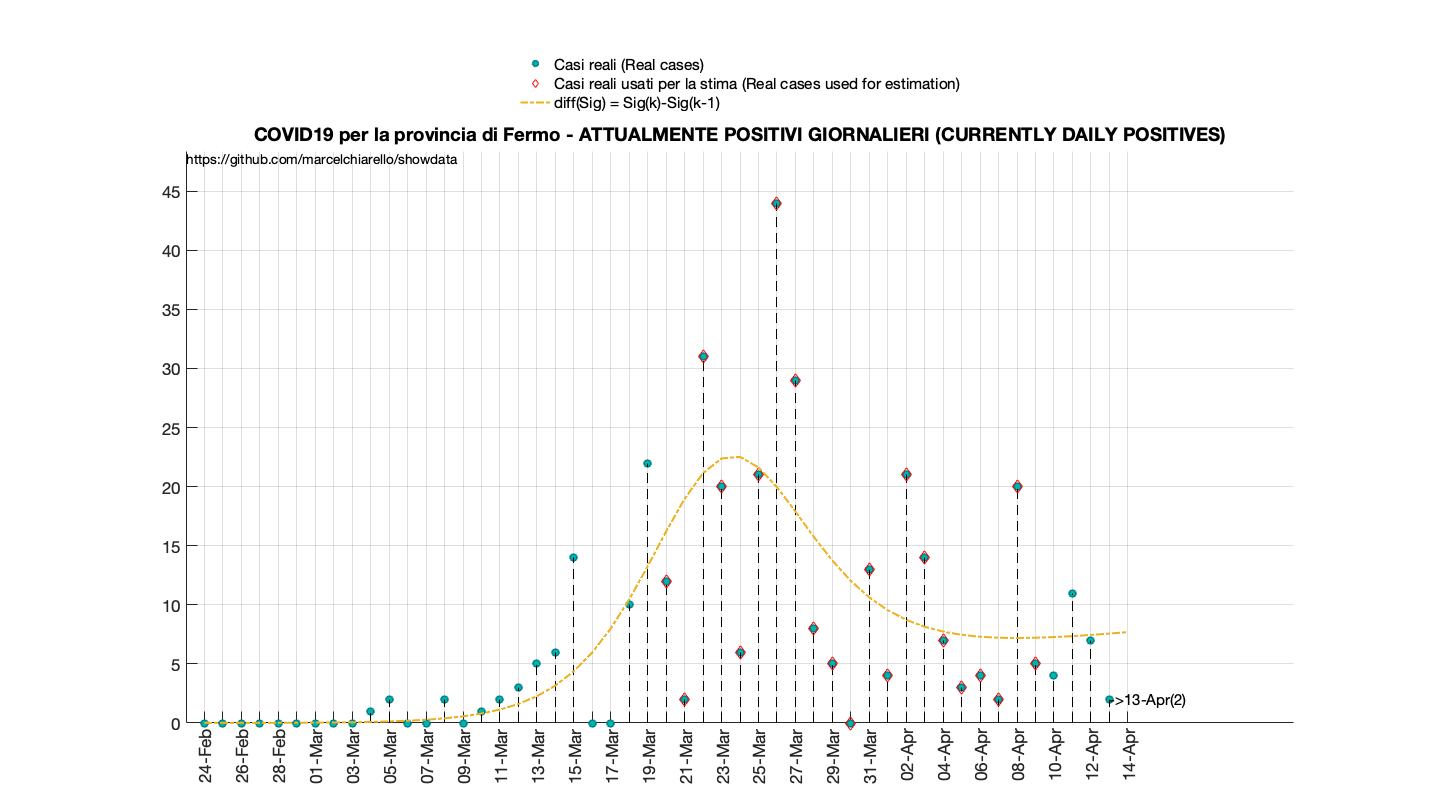 Casi reali (Real cases)
Casi reali usati per la stima (Real cases used for estimation)
diff(Sig) = Sig(k)-Sig(k-1)
COVID19 per la provincia di Fermo - ATTUALMENTE POSITIVI GIORNALIERI (CURRENTLY DAILY POSITIVES)
https://github.com/marcelchiarello/showdata
45
40
35
30
25
20
15
10
5
0
>13-Apr(2)
24-Feb
26-Feb
28-Feb
01-Mar
03-Mar
05-Mar
07-Mar
09-Mar
11-Mar
13-Mar
15-Mar
17-Mar
19-Mar
21-Mar
23-Mar
25-Mar
27-Mar
29-Mar
31-Mar
02-Apr
04-Apr
06-Apr
08-Apr
10-Apr
12-Apr
14-Apr